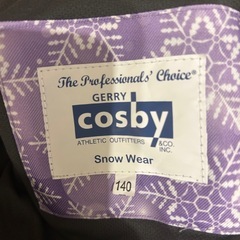 The Professionals' Choice®
GERRY
cosby
ATHLETIC OUTFITTERS &CO. INC.
Snow Wear
140